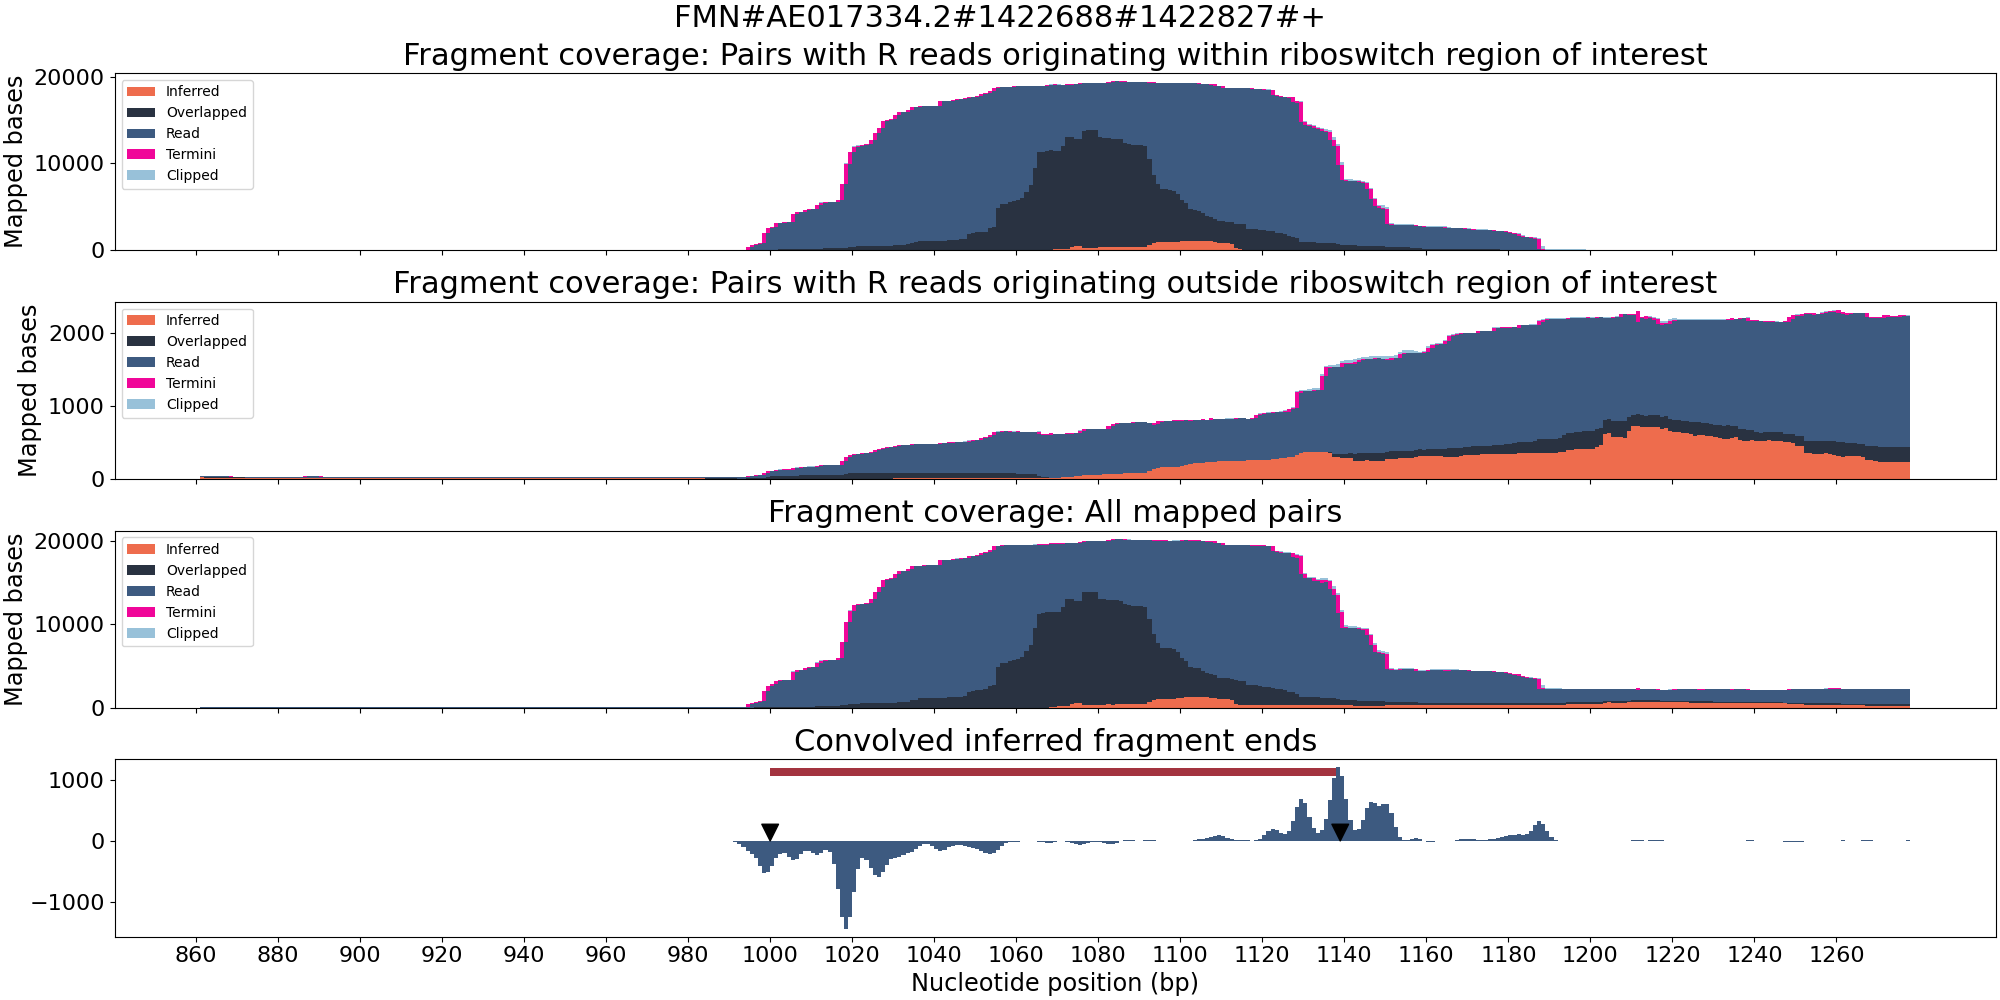 FMN#AE017334.2#1422688#1422827#+
Fragment coverage: Pairs with R reads originating within riboswitch region of interest
Mapped bases
20000
10000
0
Inferred
Overlapped
Read
Termini
Clipped
Fragment coverage: Pairs with R reads originating outside riboswitch region of interest
Mapped bases
2000
1000
0
Inferred
Overlapped
Read
Termini
Clipped
Fragment coverage: All mapped pairs
Mapped bases
20000
10000
0
Inferred
Overlapped
Read
Termini
Clipped
Convolved inferred fragment ends
1000
0
−1000
860 880 900 920 940 960 980 1000 1020 1040 1060 1080 1100 1120 1140 1160 1180 1200 1220 1240 1260
Nucleotide position (bp)